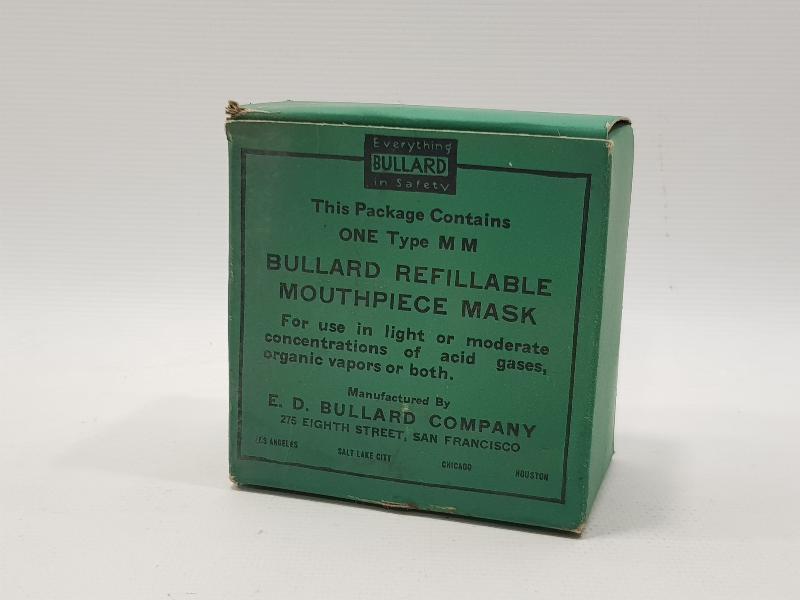 Everything
BULLARD
in Safety
This Package Contains
ONE Type MM
BULLARD REFILLABLE
MOUTHPIECE MASK
For use in light or moderate
concentrations of acid gases,
organic vapors or both.
Manufactured By
E. D. BULLARD COMPANY
275 EIGHTH STREET, SAN FRANCISCO
LOS ANGELES SALT LAKE CITY CHICAGO HOUSTON